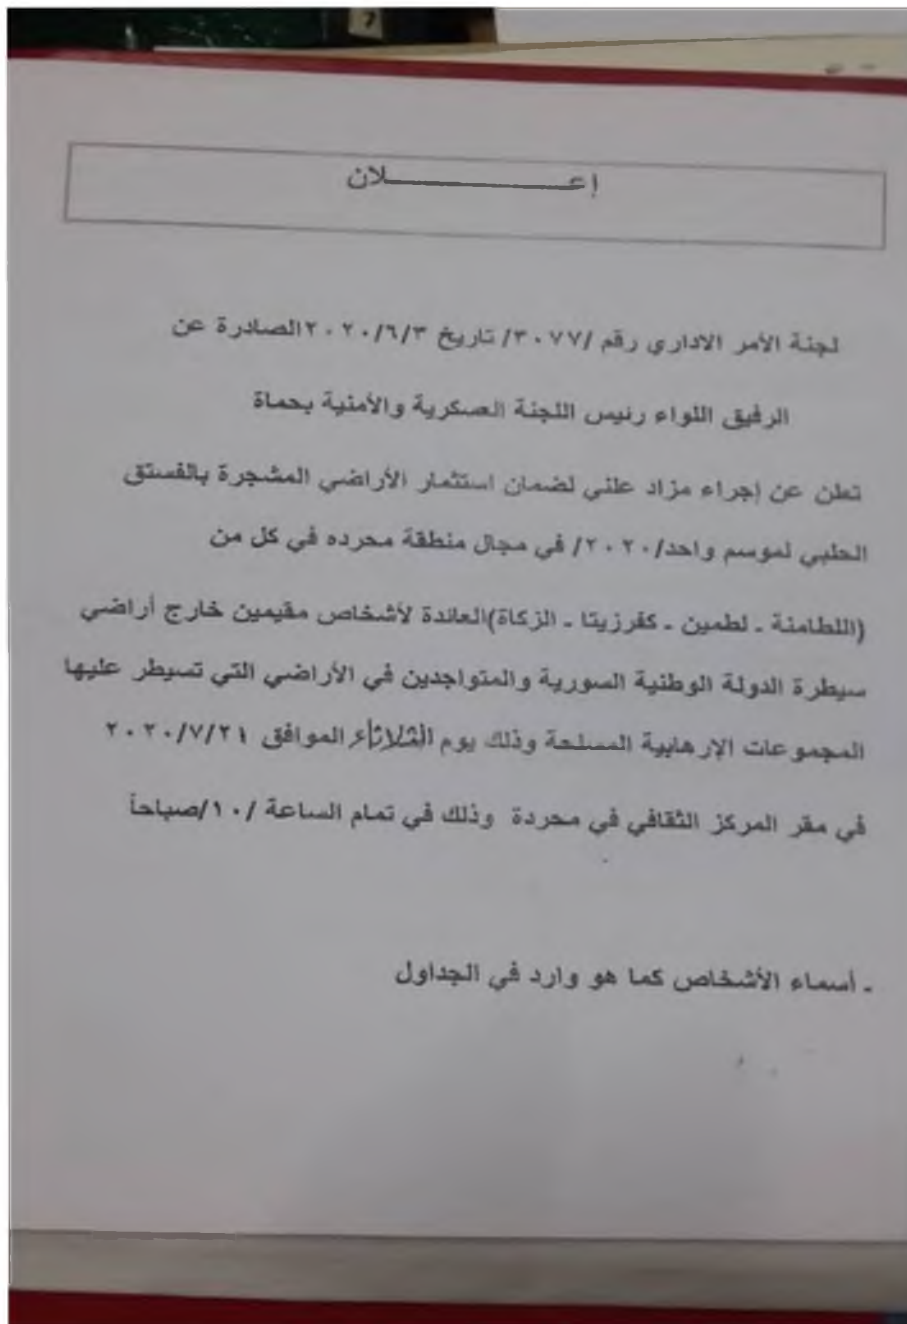 إعـــــــــــــلان
لجنة الأمر الاداري رقم /٣٠٧٧/ تاريخ ٢٠٢٠/٦/٣ الصادرة عن
الرفيق اللواء رئيس اللجنة العسكرية والأمنية بحماة
تعلن عن إجراء مزاد علني لضمان استثمار الأراضي المشجرة بالفستق
الحلبي لموسم واحد/٢٠٢٠/ في مجال منطقة محرده في كل من
(اللطامنة - لطمين - كفرزيتا - الزكاة)العائدة لأشخاص مقيمين خارج أراضي
سيطرة الدولة الوطنية السورية والمتواجدين في الأراضي التي تسيطر عليها
المجموعات الإرهابية المسلحة وذلك يوم الثلاثاء الموافق ٢٠٢٠/٧/٢١
في مقر المركز الثقافي في محردة وذلك في تمام الساعة /١٠/صباحاً
- أسماء الأشخاص كما هو وارد في الجداول